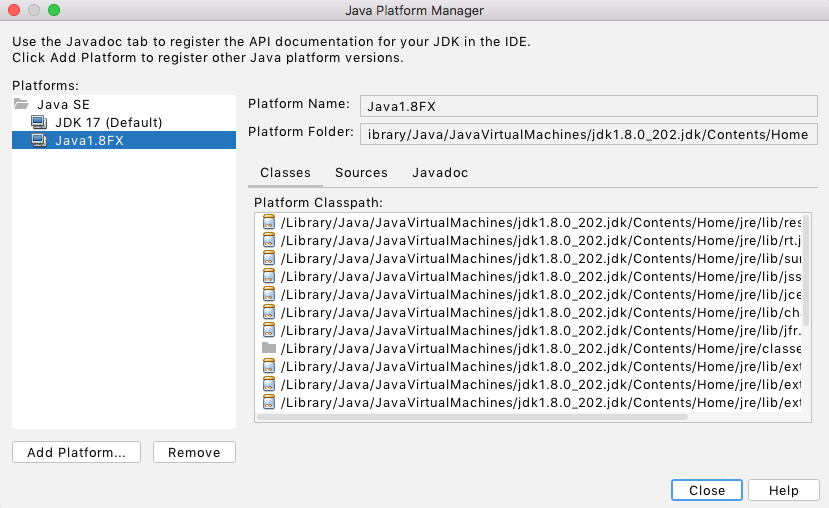 Java Platform Manager
Use the Javadoc tab to register the API documentation for your JDK in the IDE.
Click Add Platform to register other Java platform versions.
Platforms:
Java SE
JDK 17 (Default)
Java1.8FX
Platform Name: Java1.8FX
Platform Folder: ibrary/Java/JavaVirtualMachines/jdk1.8.0_202.jdk/Contents/Home
Classes Sources Javadoc
Platform Classpath:
/Library/Java/JavaVirtualMachines/jdk1.8.0_202.jdk/Contents/Home/jre/lib/res
/Library/Java/JavaVirtualMachines/jdk1.8.0_202.jdk/Contents/Home/jre/lib/rt.j
/Library/Java/JavaVirtualMachines/jdk1.8.0_202.jdk/Contents/Home/jre/lib/sun
/Library/Java/JavaVirtualMachines/jdk1.8.0_202.jdk/Contents/Home/jre/lib/jss
/Library/Java/JavaVirtualMachines/jdk1.8.0_202.jdk/Contents/Home/jre/lib/jce
/Library/Java/JavaVirtualMachines/jdk1.8.0_202.jdk/Contents/Home/jre/lib/cha
/Library/Java/JavaVirtualMachines/jdk1.8.0_202.jdk/Contents/Home/jre/lib/jfr.
/Library/Java/JavaVirtualMachines/jdk1.8.0_202.jdk/Contents/Home/jre/classe
/Library/Java/JavaVirtualMachines/jdk1.8.0_202.jdk/Contents/Home/jre/lib/ext
/Library/Java/JavaVirtualMachines/jdk1.8.0_202.jdk/Contents/Home/jre/lib/ext
/Library/Java/JavaVirtualMachines/jdk1.8.0_202.jdk/Contents/Home/jre/lib/ext
Add Platform... Remove
Close Help